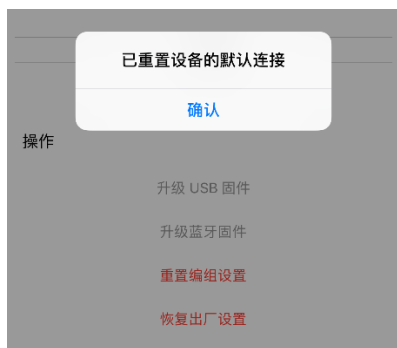 已重置设备的默认连接
确认
操作
升级 USB 固件
升级蓝牙固件
重置编组设置
恢复出厂设置